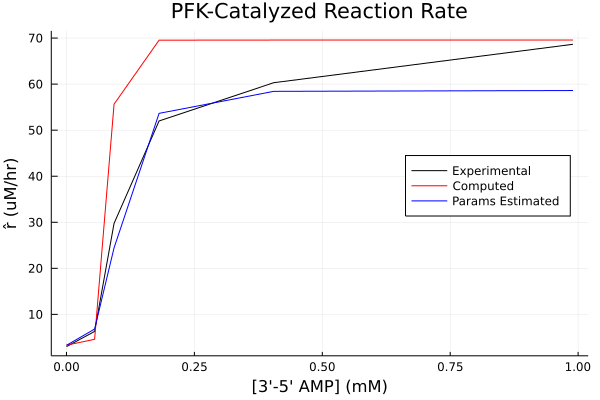 PFK-Catalyzed Reaction Rate
70
60
50
40
30
20
10
r̂ (uM/hr)
Experimental
Computed
Params Estimated
0.00 0.25 0.50 0.75 1.00
[3'-5' AMP] (mM)